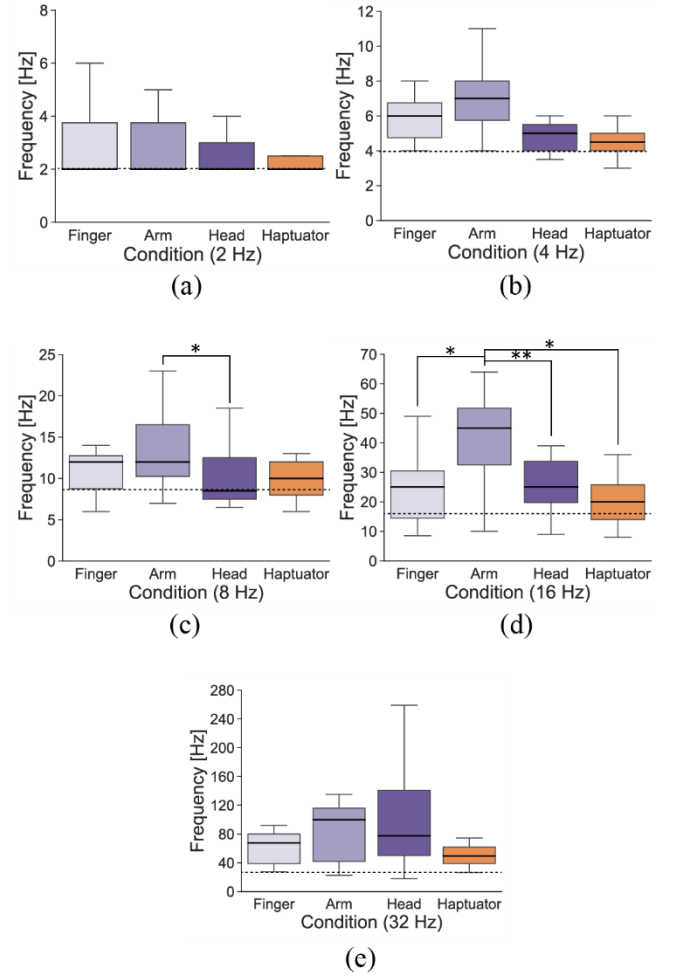 Frequency [Hz]
8
6
4
2
0
Finger Arm Head Haptuator
Condition (2 Hz)
(a)
Frequency [Hz]
12
10
8
6
4
2
0
Finger Arm Head Haptuator
Condition (4 Hz)
(b)
Frequency [Hz]
25
20
15
10
5
0
*
Finger Arm Head Haptuator
Condition (8 Hz)
(c)
Frequency [Hz]
70
60
50
40
30
20
10
0
* ** *
Finger Arm Head Haptuator
Condition (16 Hz)
(d)
Frequency [Hz]
280
240
200
160
120
80
40
0
Finger Arm Head Haptuator
Condition (32 Hz)
(e)